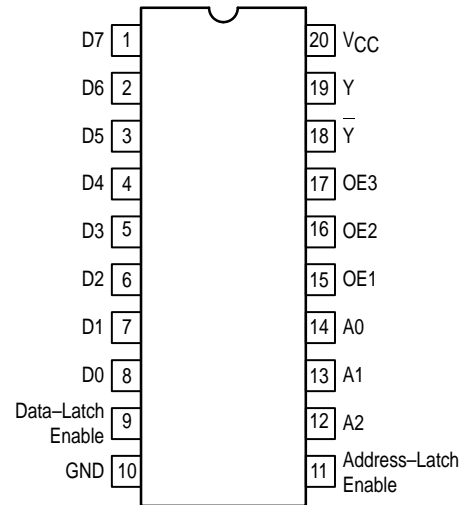 D7 1
20 VCC
D6 2
19 Y
D5 3
18 Y̅
D4 4
17 OE3
D3 5
16 OE2
D2 6
15 OE1
D1 7
14 A0
D0 8
13 A1
Data–Latch
Enable 9
12 A2
GND 10
11 Address–Latch
Enable